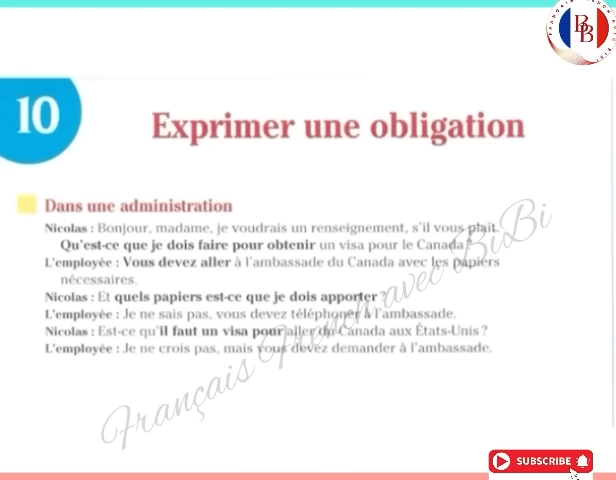 BB
10
Exprimer une obligation
Dans une administration
Nicolas : Bonjour, madame, je voudrais un renseignement, s'il vous plaît.
Qu'est-ce que je dois faire pour obtenir un visa pour le Canada ?
L'employée : Vous devez aller à l'ambassade du Canada avec les papiers
nécessaires.
Nicolas : Et quels papiers est-ce que je dois apporter ?
L'employée : Je ne sais pas, vous devez téléphoner à l'ambassade.
Nicolas : Est-ce qu'il faut un visa pour aller du Canada aux États-Unis ?
L'employée : Je ne crois pas, mais vous devez demander à l'ambassade.
Français French avec BiBi
SUBSCRIBE